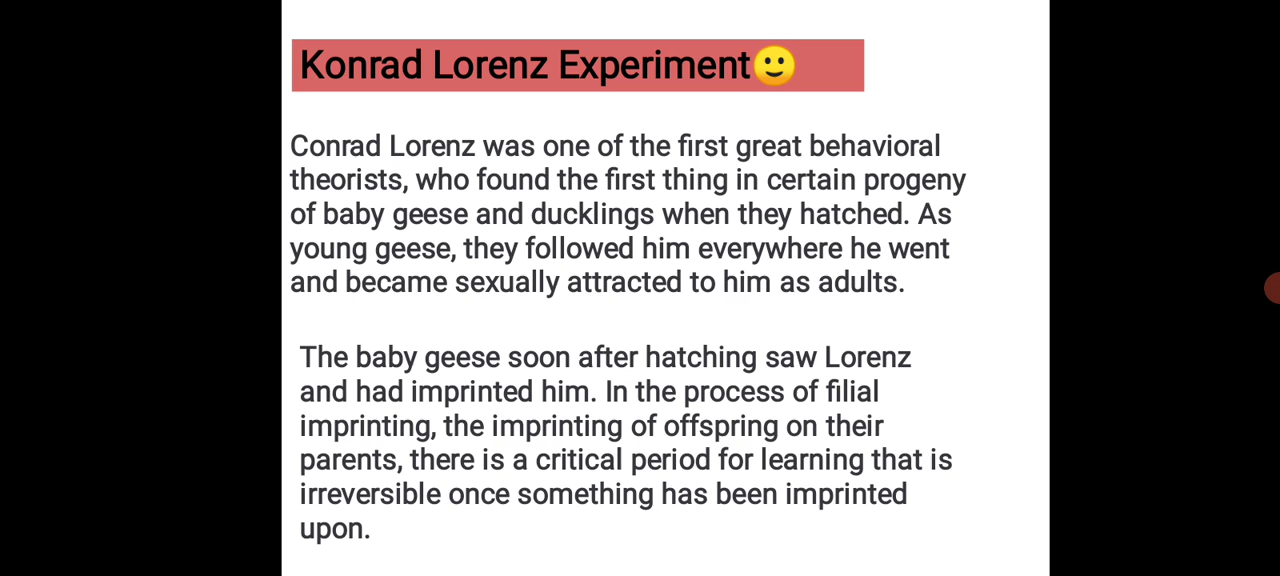 Konrad Lorenz Experiment🙂
Conrad Lorenz was one of the first great behavioral
theorists, who found the first thing in certain progeny
of baby geese and ducklings when they hatched. As
young geese, they followed him everywhere he went
and became sexually attracted to him as adults.
The baby geese soon after hatching saw Lorenz
and had imprinted him. In the process of filial
imprinting, the imprinting of offspring on their
parents, there is a critical period for learning that is
irreversible once something has been imprinted
upon.